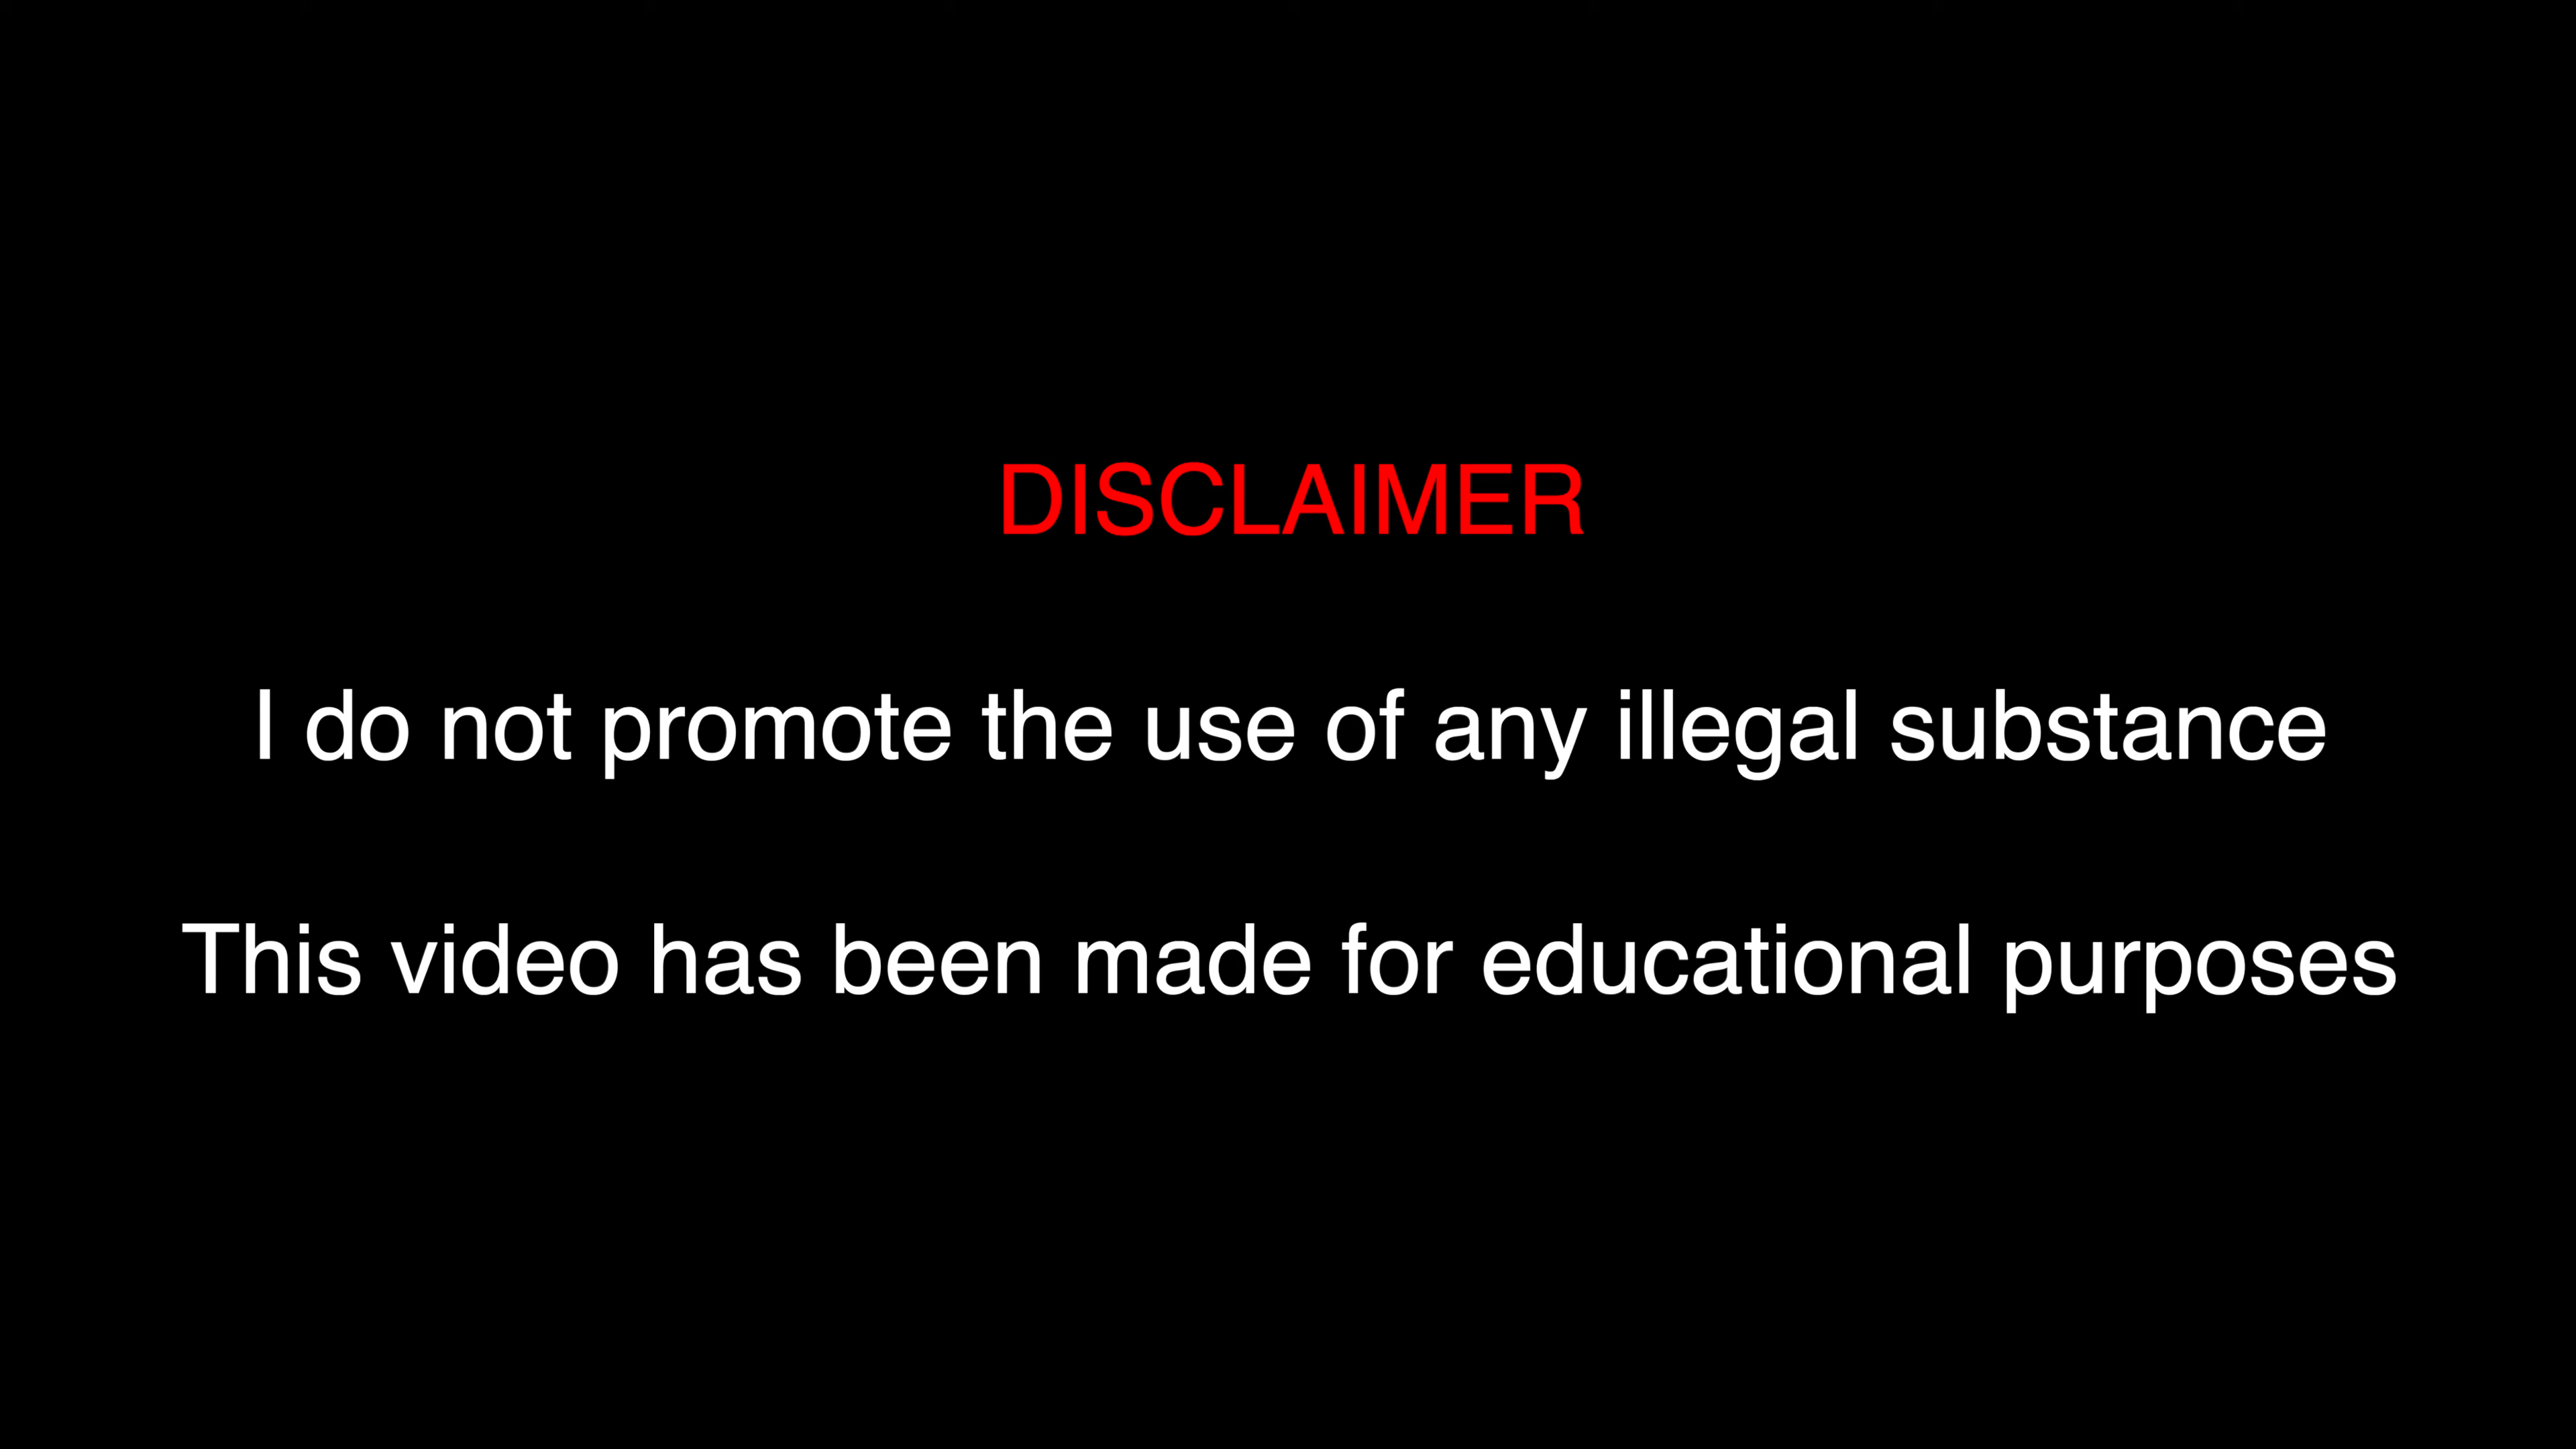 DISCLAIMER
I do not promote the use of any illegal substance
This video has been made for educational purposes